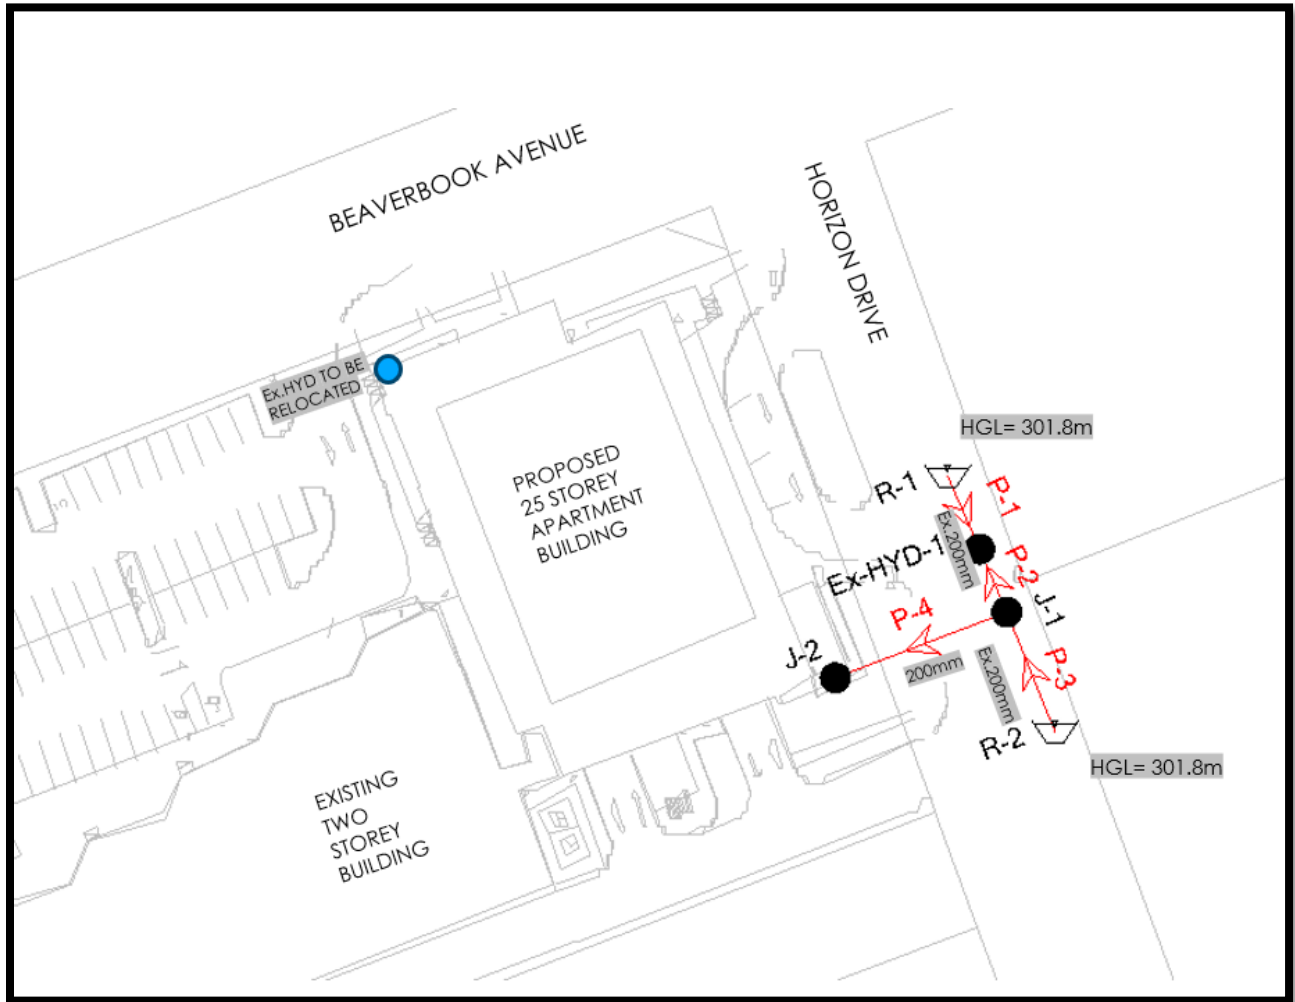 BEAVERBOOK AVENUE
HORIZON DRIVE
Ex.HYD TO BE
RELOCATED
PROPOSED
25 STOREY
APARTMENT
BUILDING
HGL= 301.8m
R-1
P-1
Ex.200mm
Ex-HYD-1
P-2
J-1
P-4
J-2
200mm
Ex.200mm
P-3
R-2
HGL= 301.8m
EXISTING
TWO
STOREY
BUILDING